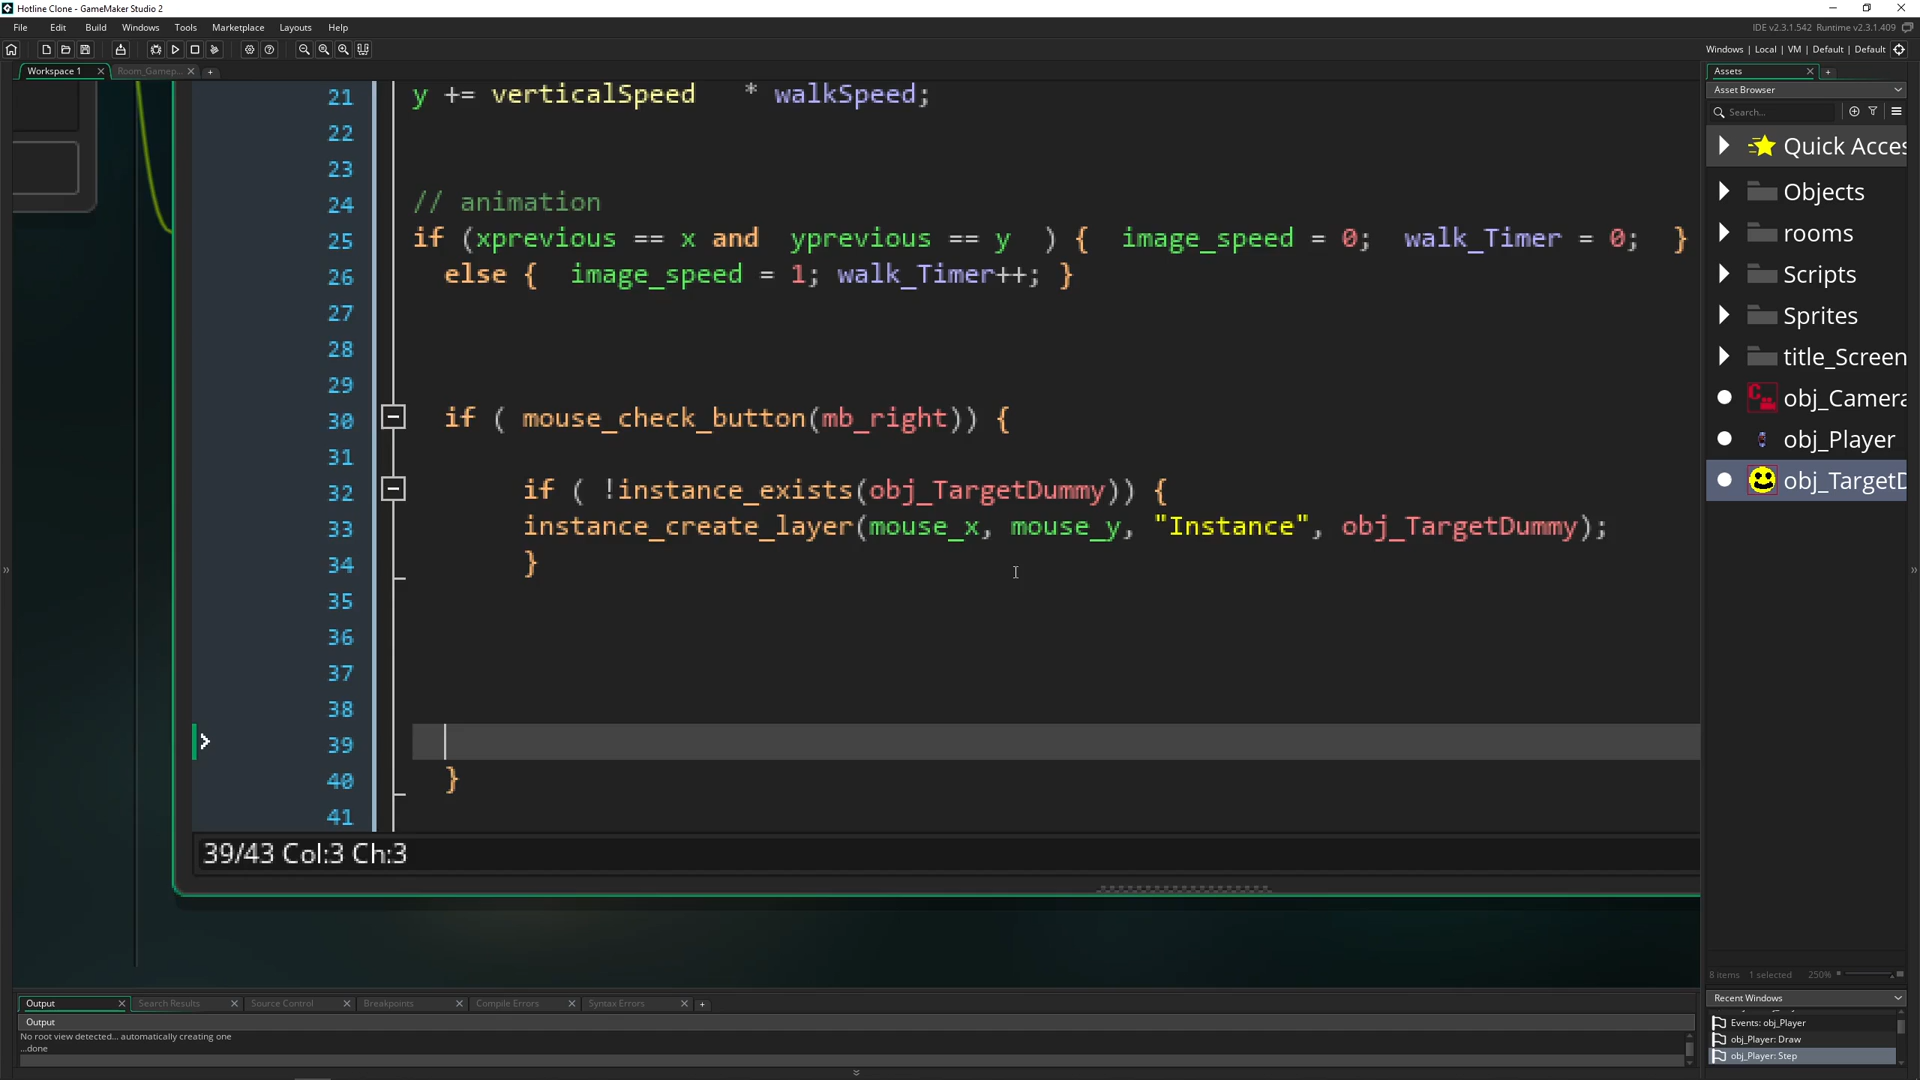 Hotline Clone - GameMaker Studio 2
File Edit Build Windows Tools Marketplace Layouts Help
IDE v2.3.1.542 Runtime v2.3.1.409
Windows | Local | VM | Default | Default
Workspace 1
Room_Gamep...
Assets
Asset Browser
Search...
21 y += verticalSpeed * walkSpeed;
22
23
24 // animation
25 if (xprevious == x and yprevious == y ) { image_speed = 0; walk_Timer = 0; }
26 else { image_speed = 1; walk_Timer++; }
27
28
29
30 if ( mouse_check_button(mb_right)) {
31
32 if ( !instance_exists(obj_TargetDummy)) {
33 instance_create_layer(mouse_x, mouse_y, "Instance", obj_TargetDummy);
34 }
35
36
37
38
39
40 }
41
39/43 Col:3 Ch:3
Quick Acces
Objects
rooms
Scripts
Sprites
title_Screen
obj_Camera
obj_Player
obj_TargetD
8 items 1 selected 250%
Output Search Results Source Control Breakpoints Compile Errors Syntax Errors
Output
No root view detected... automatically creating one
...done
Recent Windows
Events: obj_Player
obj_Player: Draw
obj_Player: Step